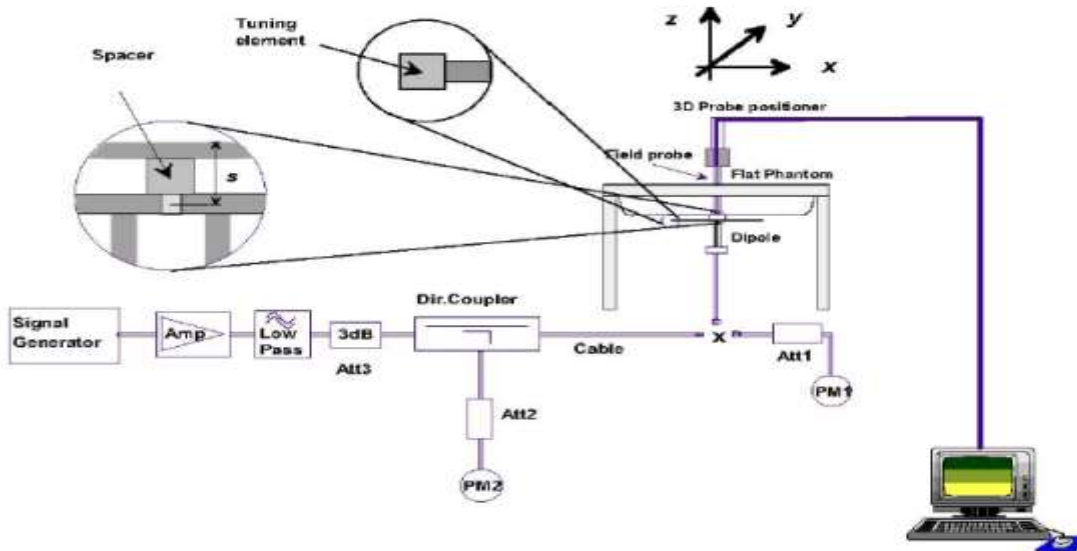 Tuning
element
Spacer
s
z
y
x
3D Probe positioner
Field probe
Flat Phantom
Dipole
Signal
Generator
Amp
Low
Pass
3dB
Att3
Dir.Coupler
Cable
x
Att1
PM1
Att2
PM2